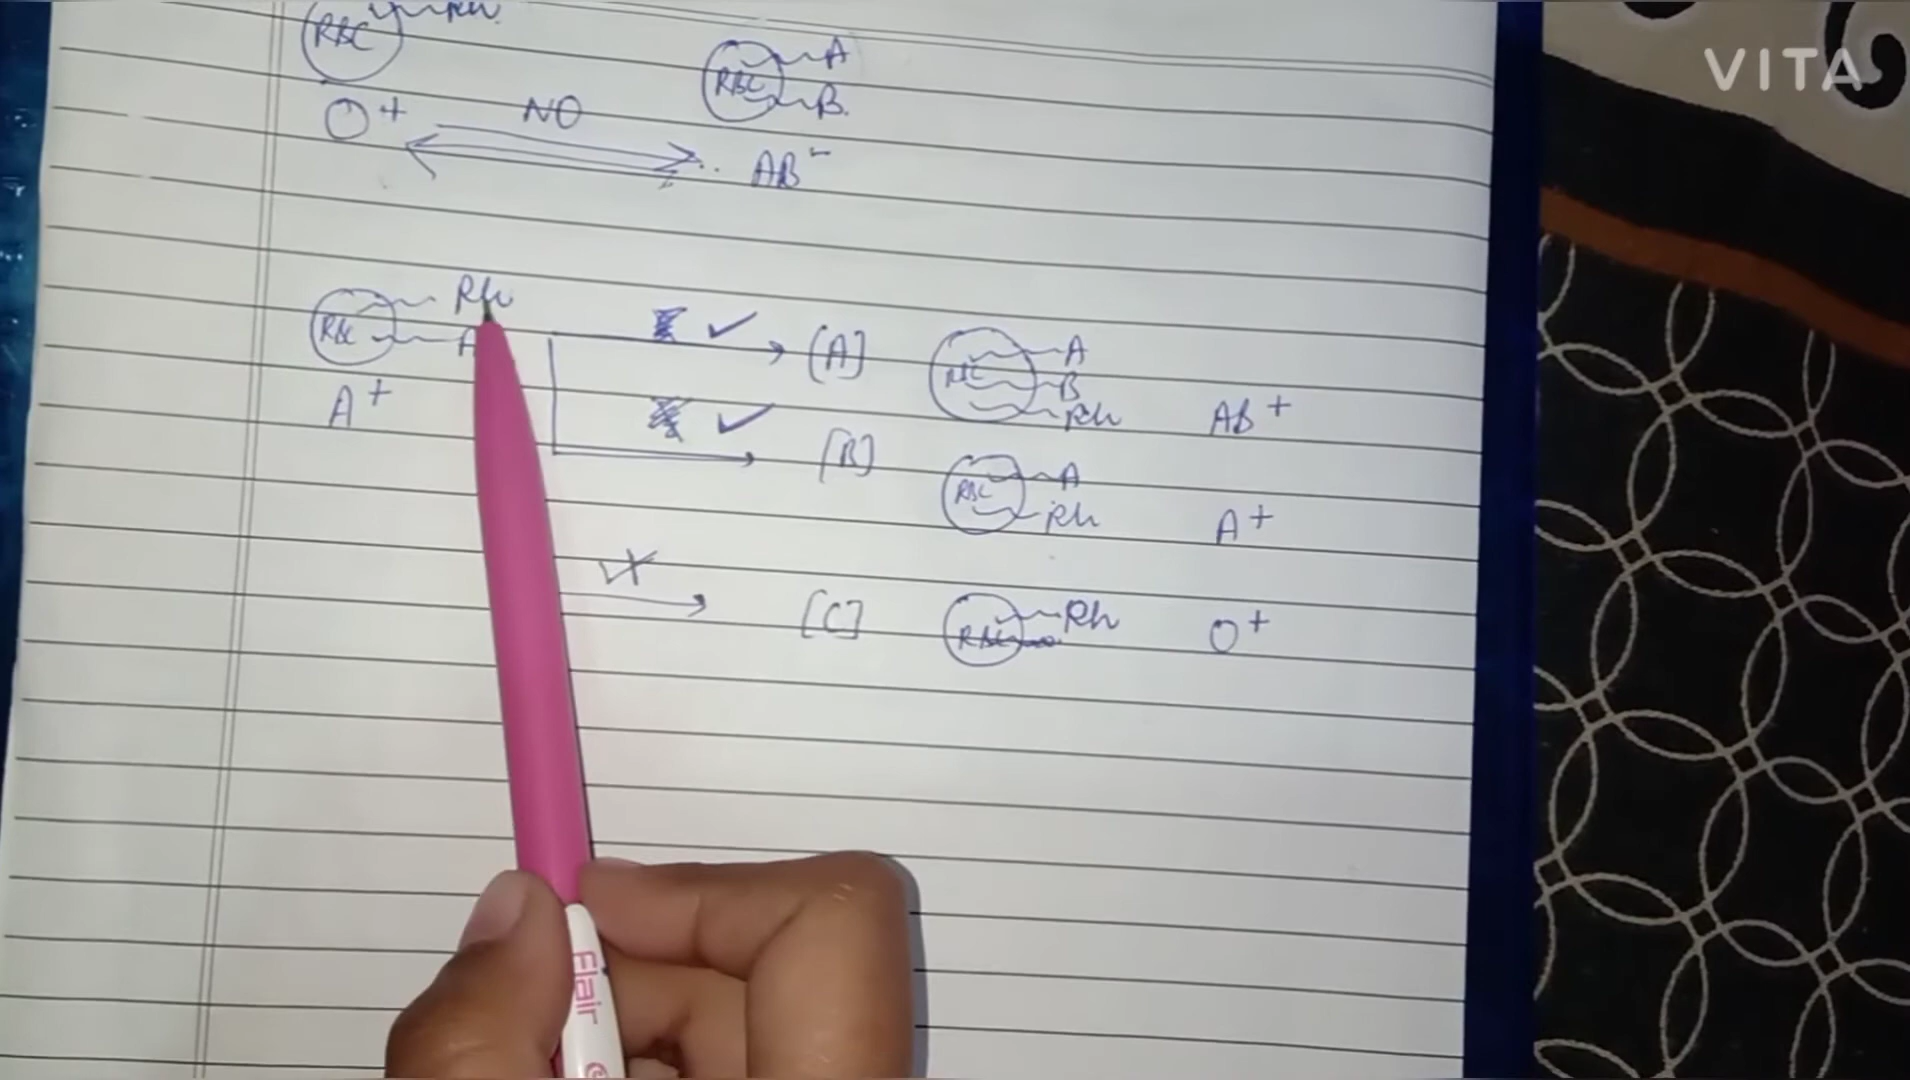 VITA
RBC Rh.
RBC A
B.
O+ NO AB-
RBC Rh
A
A+
✓ [A] RBC A
B
Rh AB+
✓ [B] RBC A
Rh A+
[C] RBC Rh O+
Flair